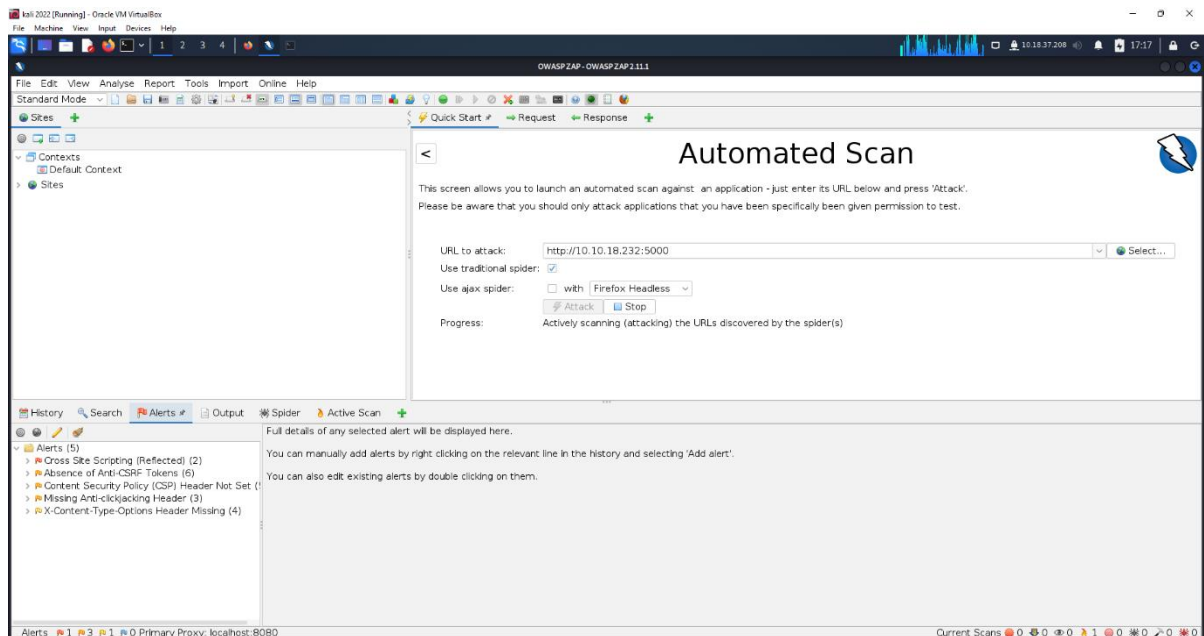 kali 2022 [Running] - Oracle VM VirtualBox
File Machine View Input Devices Help
1 2 3 4
10.18.37.208
17:17
OWASP ZAP - OWASP ZAP 2.11.1
File Edit View Analyse Report Tools Import Online Help
Standard Mode
Sites
Quick Start Request Response
Contexts
Default Context
Sites
<
Automated Scan
This screen allows you to launch an automated scan against an application - just enter its URL below and press 'Attack'.
Please be aware that you should only attack applications that you have been specifically been given permission to test.
URL to attack: http://10.10.18.232:5000 Select...
Use traditional spider:
Use ajax spider: with Firefox Headless
Attack Stop
Progress: Actively scanning (attacking) the URLs discovered by the spider(s)
History Search Alerts Output Spider Active Scan
Alerts (5)
Cross Site Scripting (Reflected) (2)
Absence of Anti-CSRF Tokens (6)
Content Security Policy (CSP) Header Not Set
Missing Anti-clickjacking Header (3)
X-Content-Type-Options Header Missing (4)
Full details of any selected alert will be displayed here.
You can manually add alerts by right clicking on the relevant line in the history and selecting 'Add alert'.
You can also edit existing alerts by double clicking on them.
Alerts 1 3 1 0 Primary Proxy: localhost:8080
Current Scans 0 0 0 1 0 0 0 0